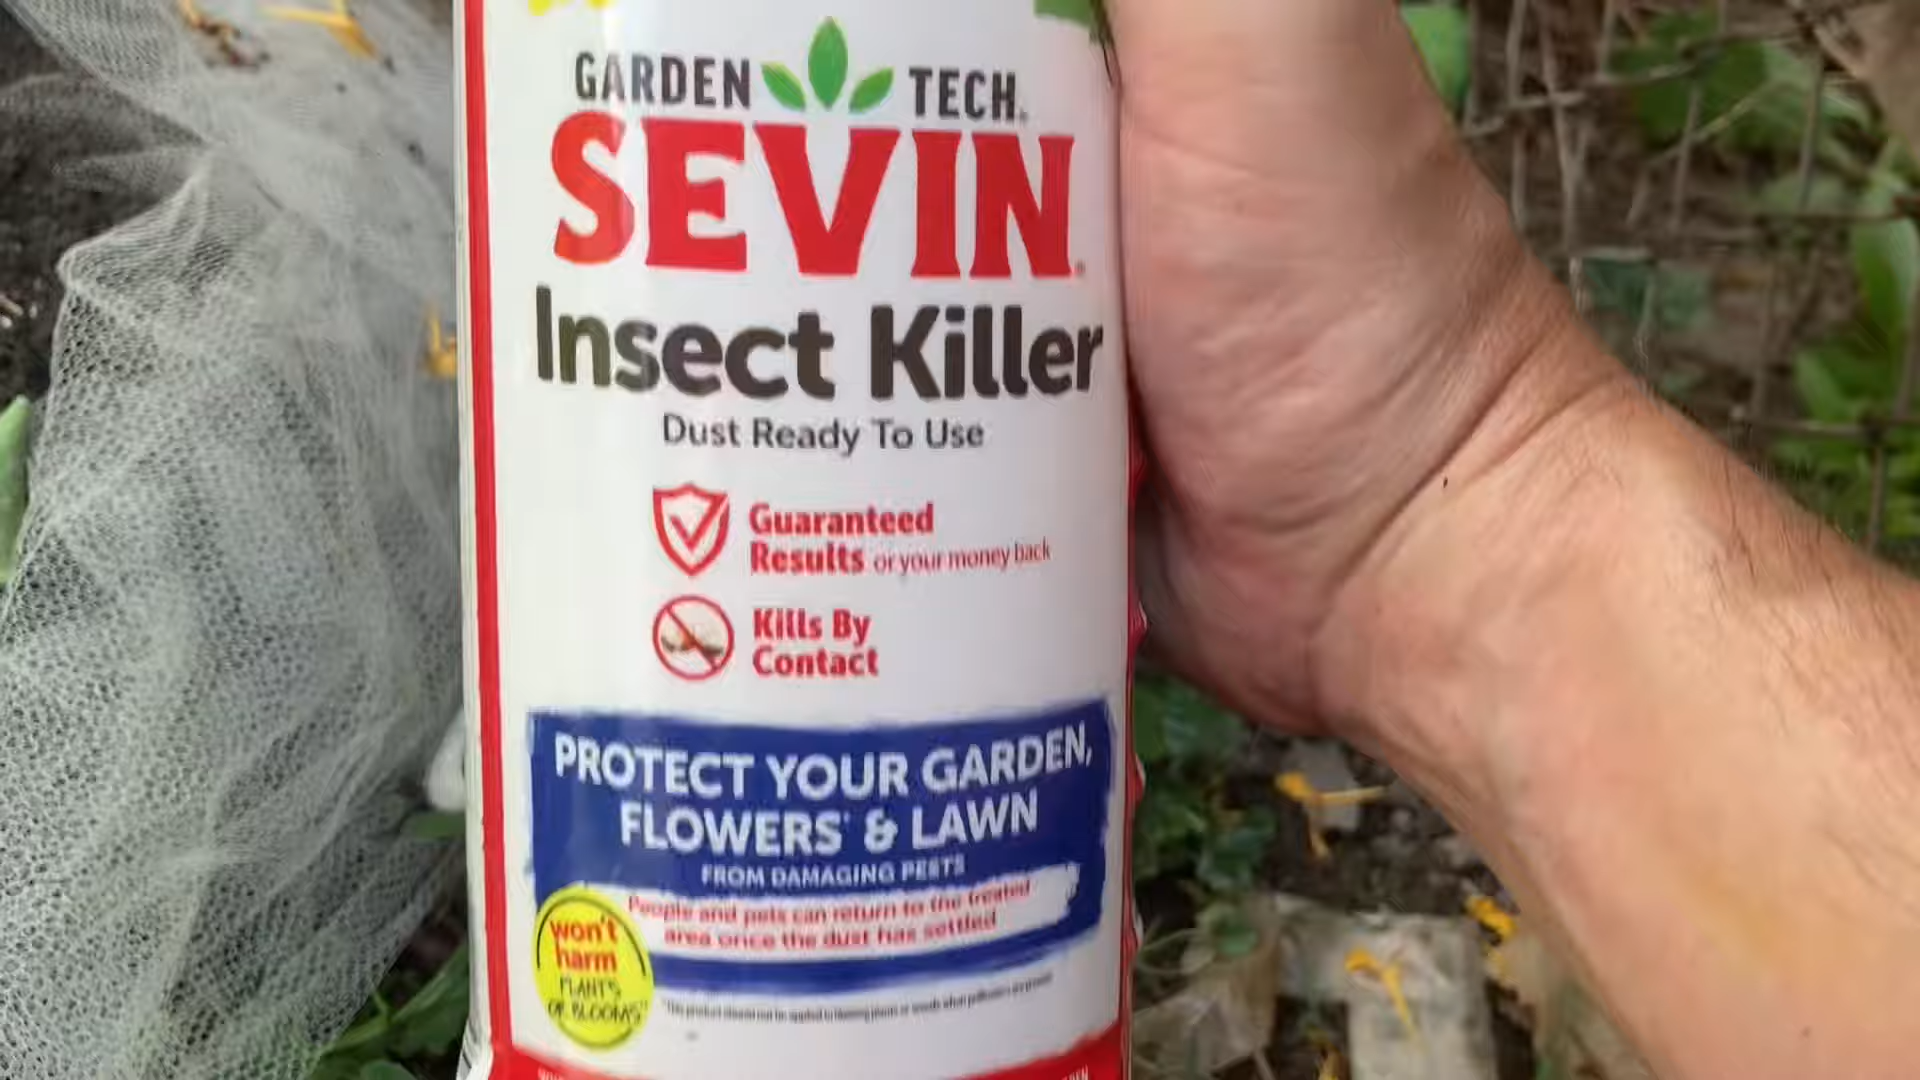 GARDEN TECH®
SEVIN®
Insect Killer
Dust Ready To Use
Guaranteed
Results or your money back
Kills By
Contact
PROTECT YOUR GARDEN,
FLOWERS* & LAWN
FROM DAMAGING PESTS
People and pets can return to the treated
area once the dust has settled
won't
harm
PLANTS
OR BLOOMS**